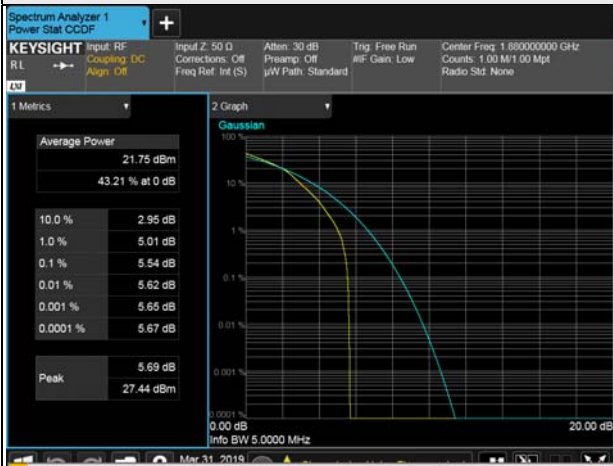 Spectrum Analyzer 1
Power Stat CCDF
KEYSIGHT
RL
LXI
Input: RF
Coupling: DC
Align: Off
Input Z: 50 Ω
Corrections: Off
Freq Ref: Int (S)
Atten: 30 dB
Preamp: Off
µW Path: Standard
Trig: Free Run
#IF Gain: Low
Center Freq: 1.880000000 GHz
Counts: 1.00 M/1.00 Mpt
Radio Std: None
1 Metrics
Average Power
21.75 dBm
43.21 % at 0 dB
10.0 % 2.95 dB
1.0 % 5.01 dB
0.1 % 5.54 dB
0.01 % 5.62 dB
0.001 % 5.65 dB
0.0001 % 5.67 dB
Peak
5.69 dB
27.44 dBm
2 Graph
Gaussian
100 %
10 %
1 %
0.1 %
0.01 %
0.001 %
0.0001 %
0.00 dB 20.00 dB
Info BW 5.0000 MHz
Mar 31, 2019